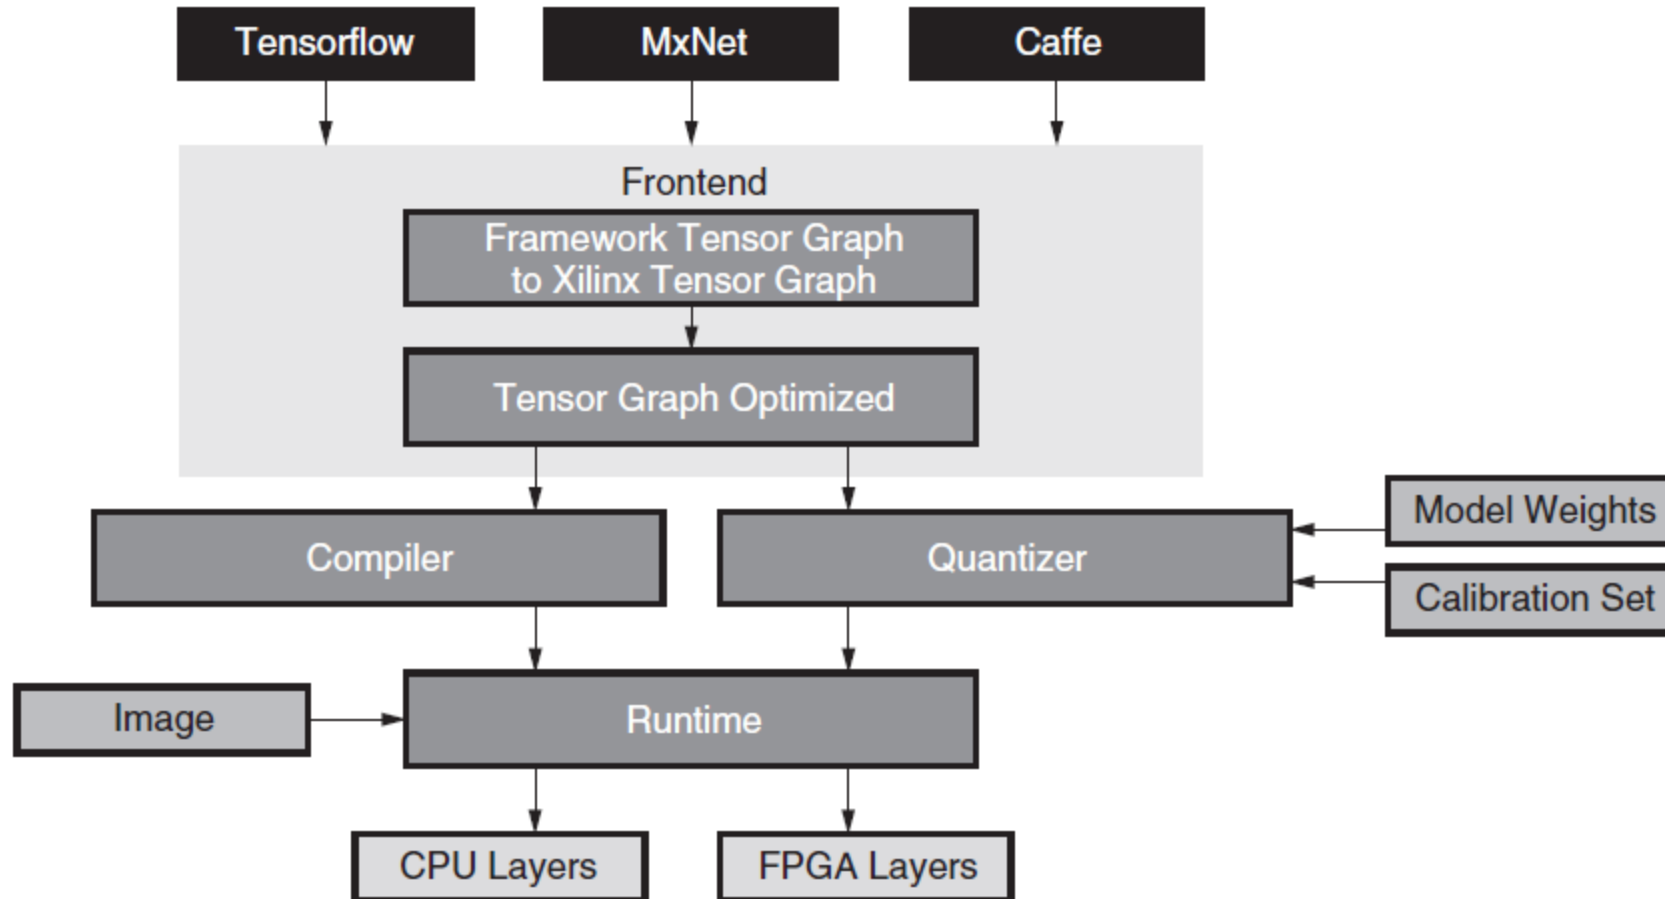 Tensorflow
MxNet
Caffe
Frontend
Framework Tensor Graph
to Xilinx Tensor Graph
Tensor Graph Optimized
Compiler
Quantizer
Model Weights
Calibration Set
Image
Runtime
CPU Layers
FPGA Layers